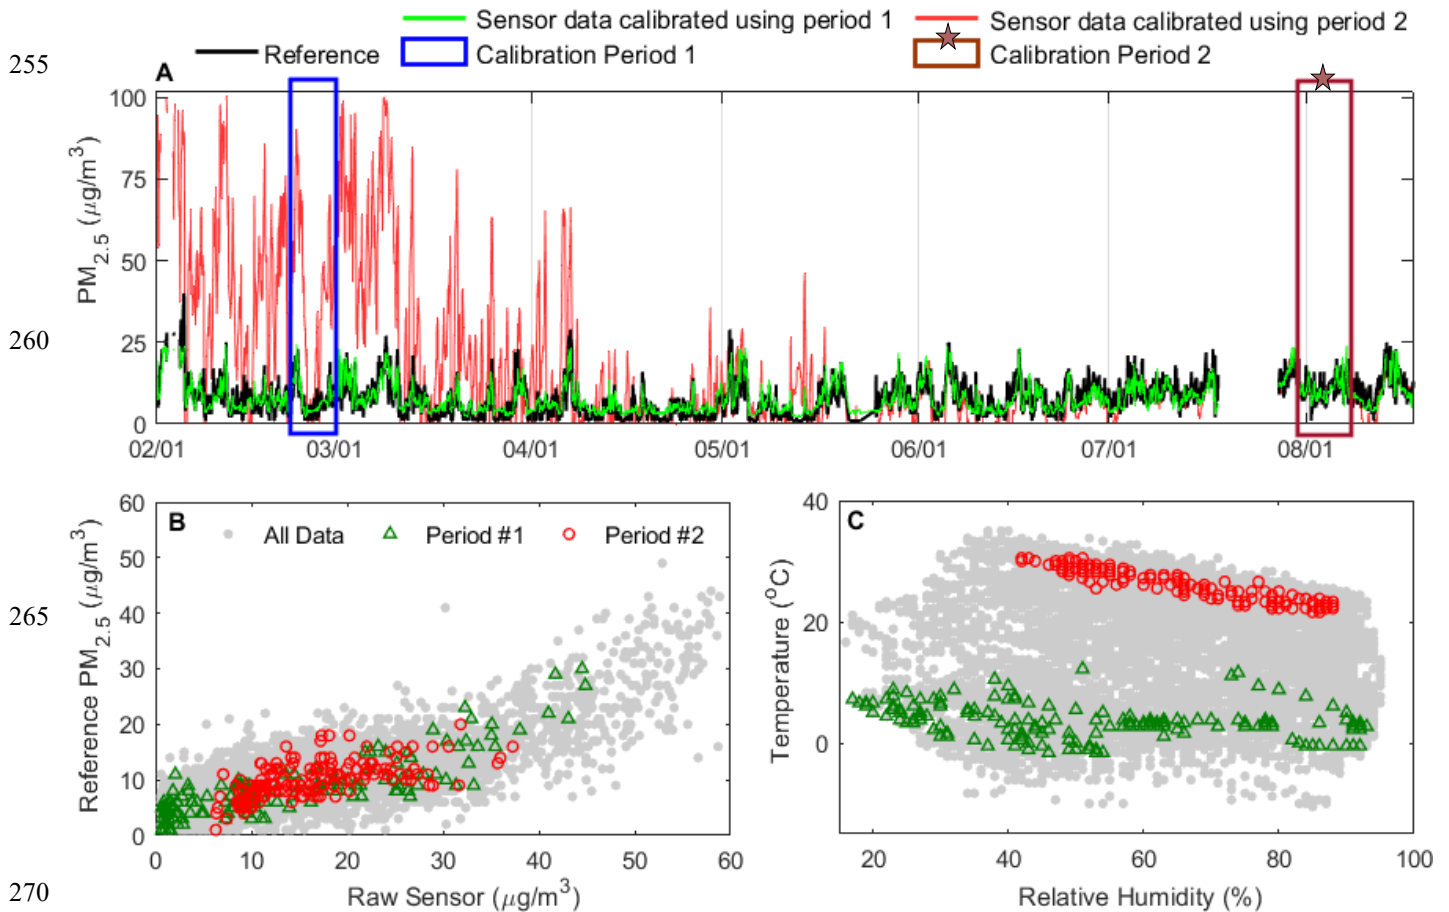 Sensor data calibrated using period 1
Sensor data calibrated using period 2
255
Reference
Calibration Period 1
Calibration Period 2
A
100
75
50
25
0
PM2.5 (μg/m3)
260
02/01 03/01 04/01 05/01 06/01 07/01 08/01
B
All Data Period #1 Period #2
60
50
40
30
20
10
0
Reference PM2.5 (μg/m3)
265
0 10 20 30 40 50 60
Raw Sensor (μg/m3)
C
40
20
0
Temperature (oC)
20 40 60 80 100
Relative Humidity (%)
270